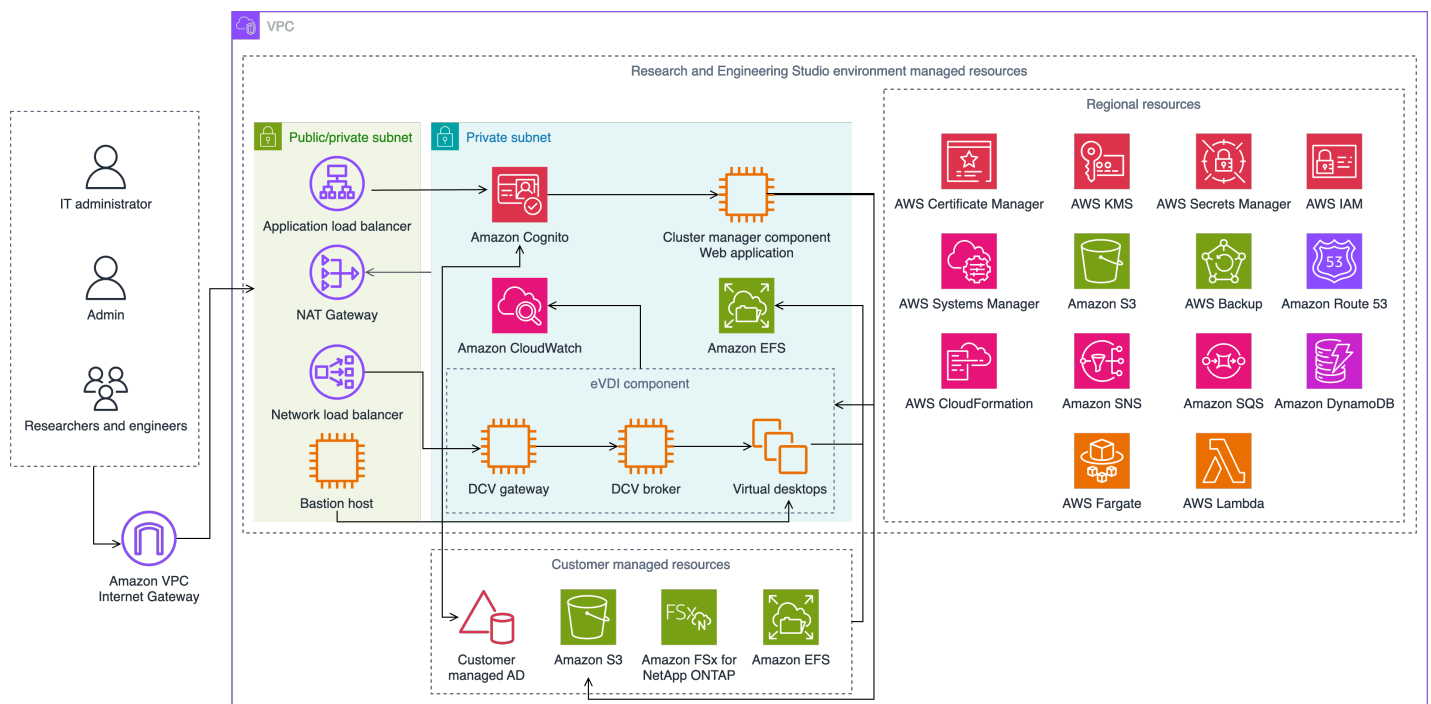 VPC
Research and Engineering Studio environment managed resources
IT administrator
Admin
Researchers and engineers
Amazon VPC
Internet Gateway
Public/private subnet
Application load balancer
NAT Gateway
Network load balancer
Bastion host
Private subnet
Amazon Cognito
Cluster manager component
Web application
Amazon CloudWatch
Amazon EFS
eVDI component
DCV gateway
DCV broker
Virtual desktops
Regional resources
AWS Certificate Manager
AWS KMS
AWS Secrets Manager
AWS IAM
AWS Systems Manager
Amazon S3
AWS Backup
53
Amazon Route 53
AWS CloudFormation
Amazon SNS
Amazon SQS
Amazon DynamoDB
AWS Fargate
AWS Lambda
Customer managed resources
Customer
managed AD
Amazon S3
FSx
N
Amazon FSx for
NetApp ONTAP
Amazon EFS